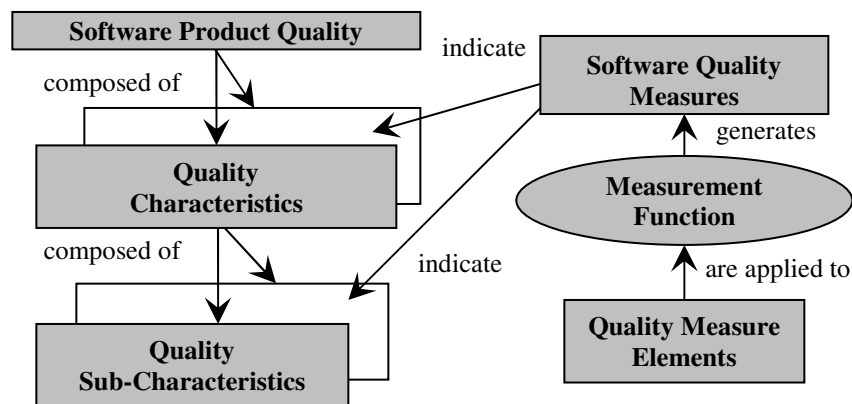 Software Product Quality
composed of
Quality
Characteristics
composed of
Quality
Sub-Characteristics
indicate
indicate
Software Quality
Measures
generates
Measurement
Function
are applied to
Quality Measure
Elements